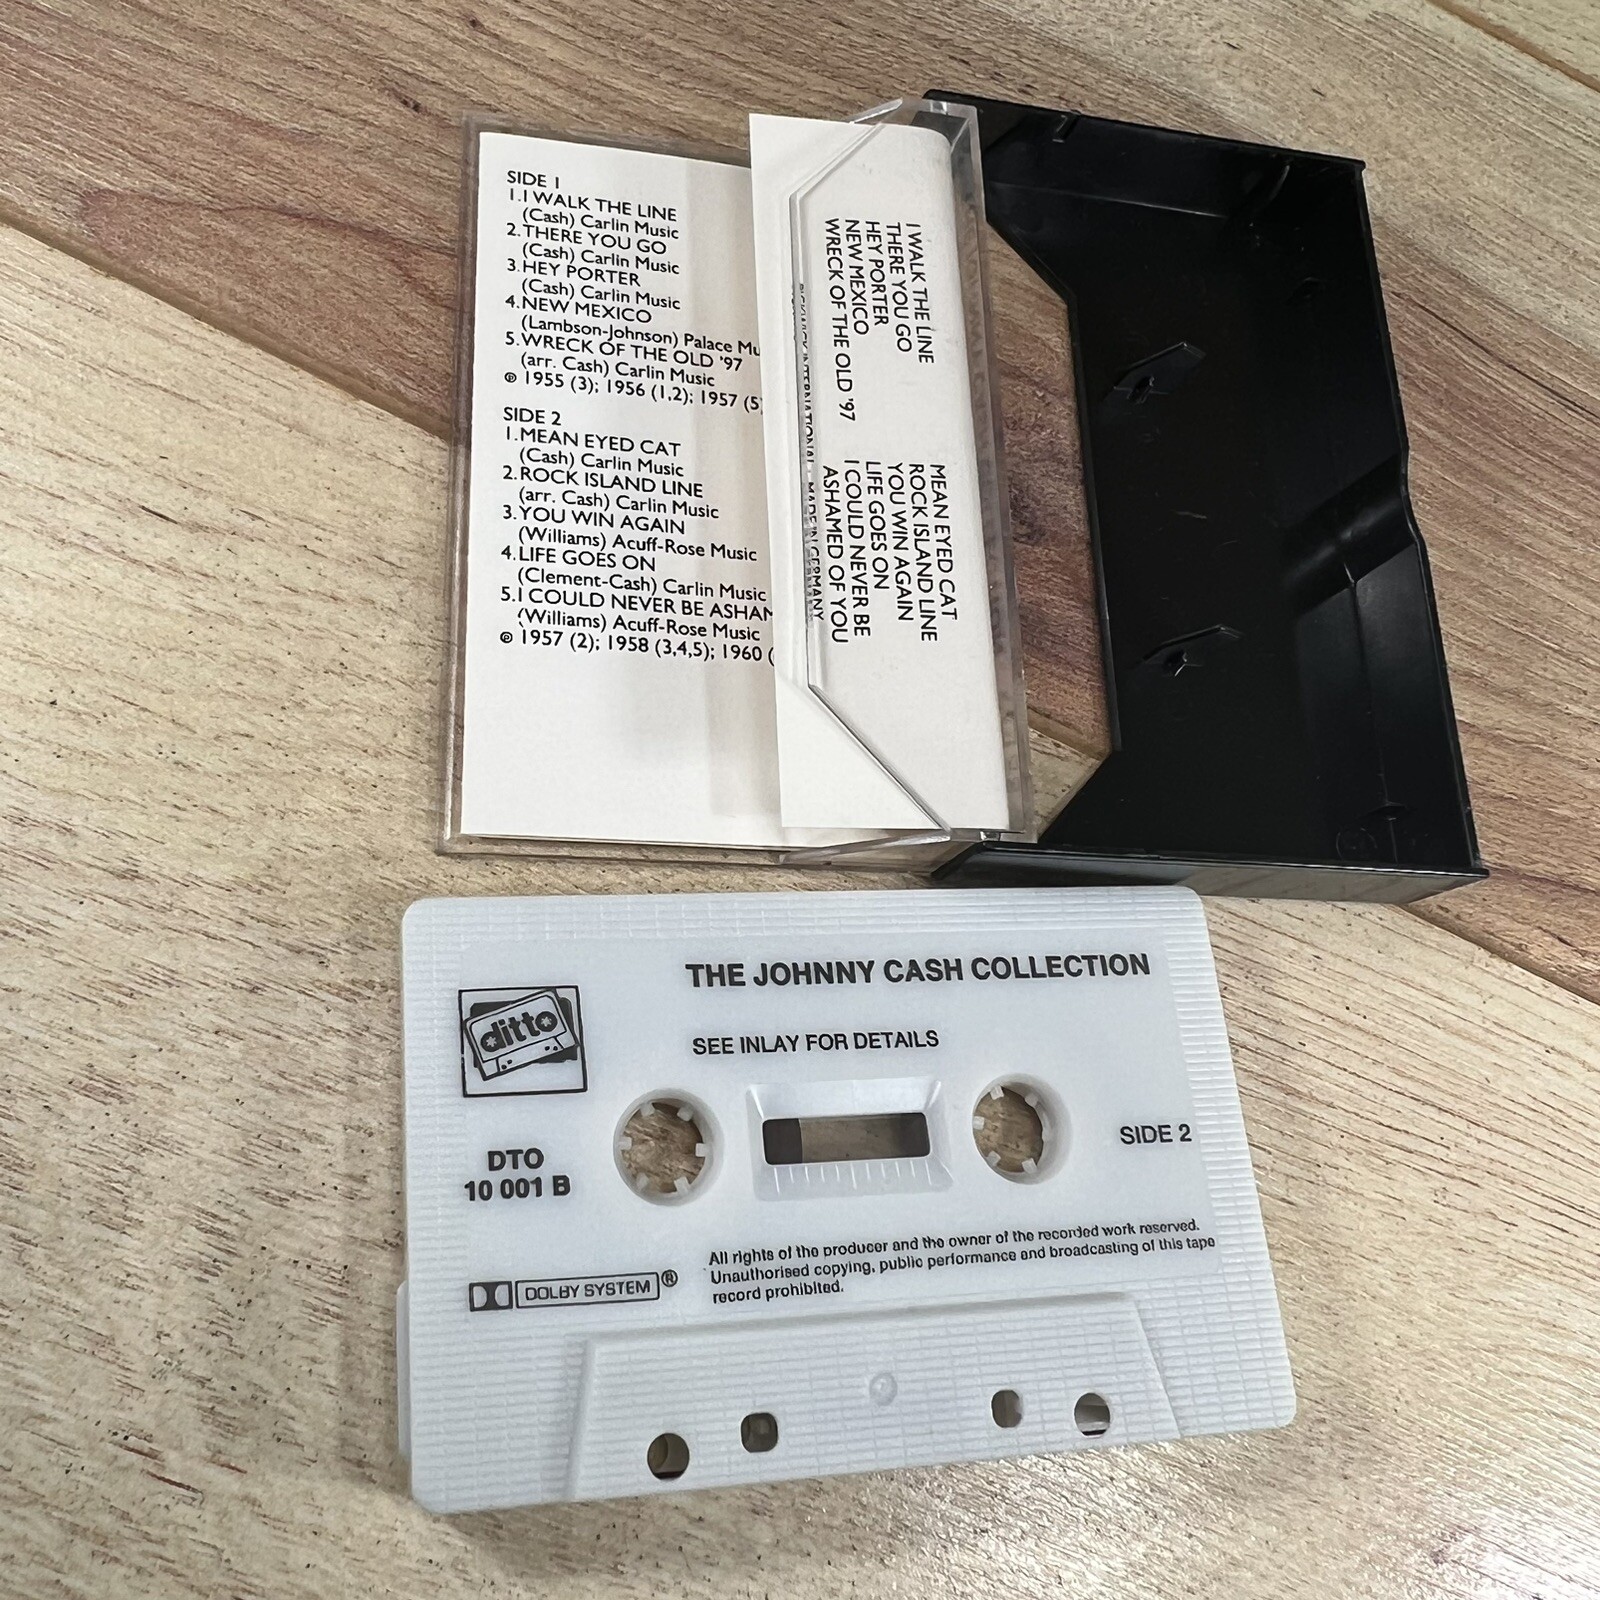 SIDE 1
1.I WALK THE LINE
(Cash) Carlin Music
2.THERE YOU GO
(Cash) Carlin Music
3.HEY PORTER
(Cash) Carlin Music
4.NEW MEXICO
(Lambson-Johnson) Palace Mu
5.WRECK OF THE OLD '97
(arr. Cash) Carlin Music
℗ 1955 (3); 1956 (1,2); 1957 (5)
SIDE 2
1.MEAN EYED CAT
(Cash) Carlin Music
2.ROCK ISLAND LINE
(arr. Cash) Carlin Music
3.YOU WIN AGAIN
(Williams) Acuff-Rose Music
4.LIFE GOES ON
(Clement-Cash) Carlin Music
5.I COULD NEVER BE ASHAM
(Williams) Acuff-Rose Music
℗ 1957 (2); 1958 (3,4,5); 1960 (
I WALK THE LINE
THERE YOU GO
HEY PORTER
NEW MEXICO
WRECK OF THE OLD '97
MEAN EYED CAT
ROCK ISLAND LINE
YOU WIN AGAIN
LIFE GOES ON
I COULD NEVER BE
ASHAMED OF YOU
PICKWICK INTERNATIONAL MADE IN GERMANY
THE JOHNNY CASH COLLECTION
ditto
SEE INLAY FOR DETAILS
SIDE 2
DTO
10 001 B
All rights of the producer and the owner of the recorded work reserved.
Unauthorised copying, public performance and broadcasting of this tape
record prohibited.
DOLBY SYSTEM®